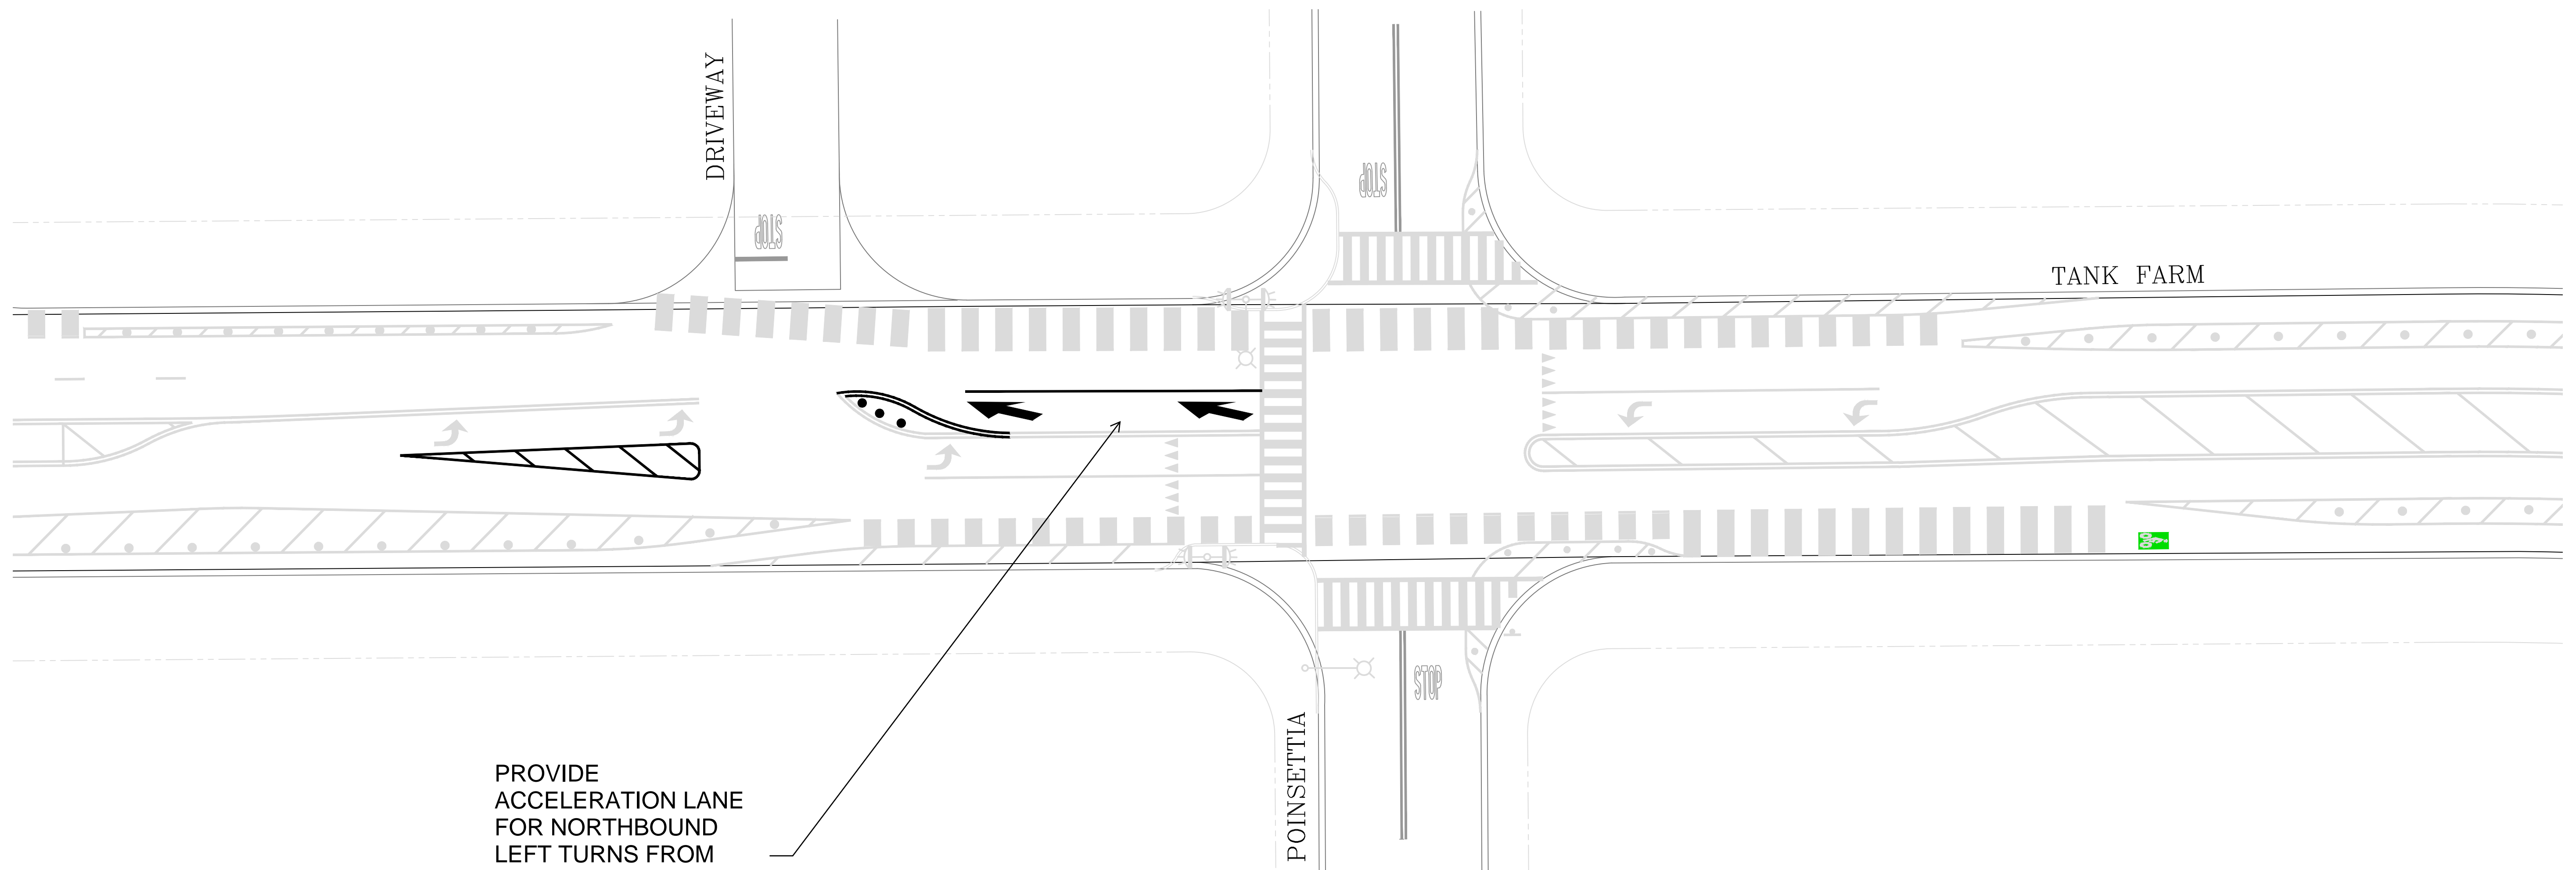 DRIVEWAY
STOP
STOP
TANK FARM
PROVIDE
ACCELERATION LANE
FOR NORTHBOUND
LEFT TURNS FROM
POINSETTIA
STOP